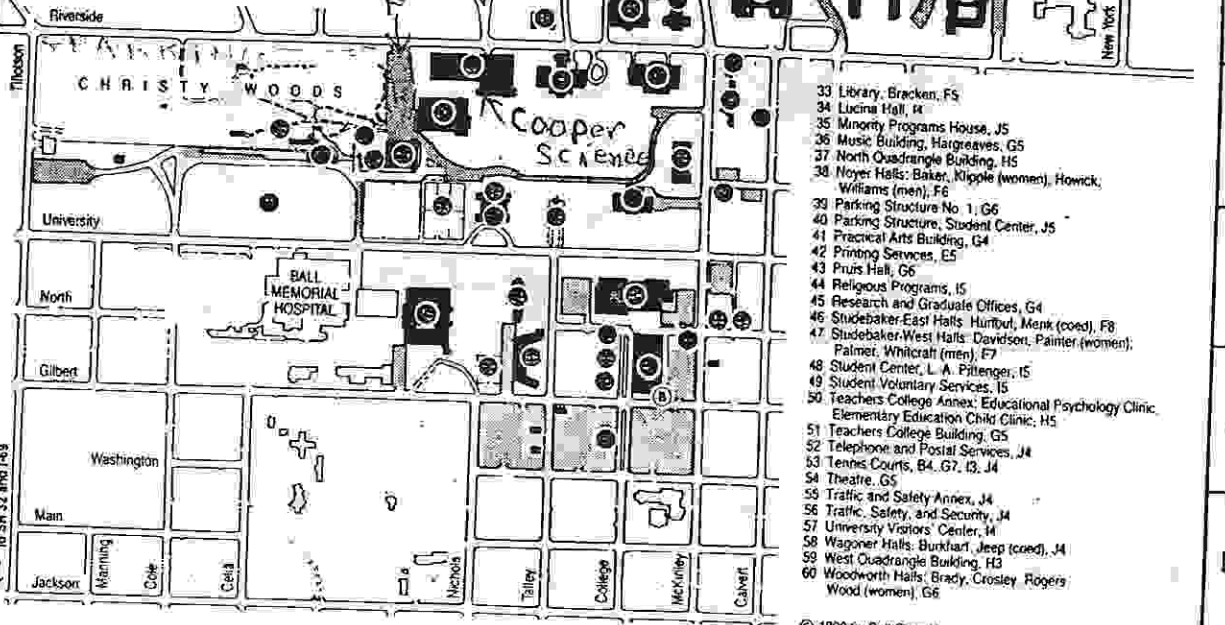 Riverside
New York
Tillotson
PARKING
CHRISTY WOODS
Cooper
Science
University
North
BALL
MEMORIAL
HOSPITAL
Gilbert
B
Washington
Main
Jackson
Manning
Cole
Celia
Nichols
Talley
College
McKinley
Calvert
33 Library, Bracken, F5
34 Lucina Hall, I4
35 Minority Programs House, J5
36 Music Building, Hargreaves, G5
37 North Quadrangle Building, H5
38 Noyer Halls: Baker, Klipple (women), Howick,
Williams (men), F6
39 Parking Structure No. 1, G6
40 Parking Structure, Student Center, J5
41 Practical Arts Building, G4
42 Printing Services, E5
43 Pruis Hall, G6
44 Religious Programs, I5
45 Research and Graduate Offices, G4
46 Studebaker-East Halls: Hurlbut, Menk (coed), F8
47 Studebaker-West Halls: Davidson, Painter (women);
Palmer, Whitcraft (men), F7
48 Student Center, L. A. Pittenger, I5
49 Student Voluntary Services, I5
50 Teachers College Annex: Educational Psychology Clinic,
Elementary Education Child Clinic, H5
51 Teachers College Building, G5
52 Telephone and Postal Services, J4
53 Tennis Courts, B4, G7, I3, J4
54 Theatre, G5
55 Traffic and Safety Annex, J4
56 Traffic, Safety, and Security, J4
57 University Visitors' Center, I4
58 Wagoner Halls: Burkhart, Jeep (coed), J4
59 West Quadrangle Building, H3
60 Woodworth Halls: Brady, Crosley, Rogers
Wood (women), G6